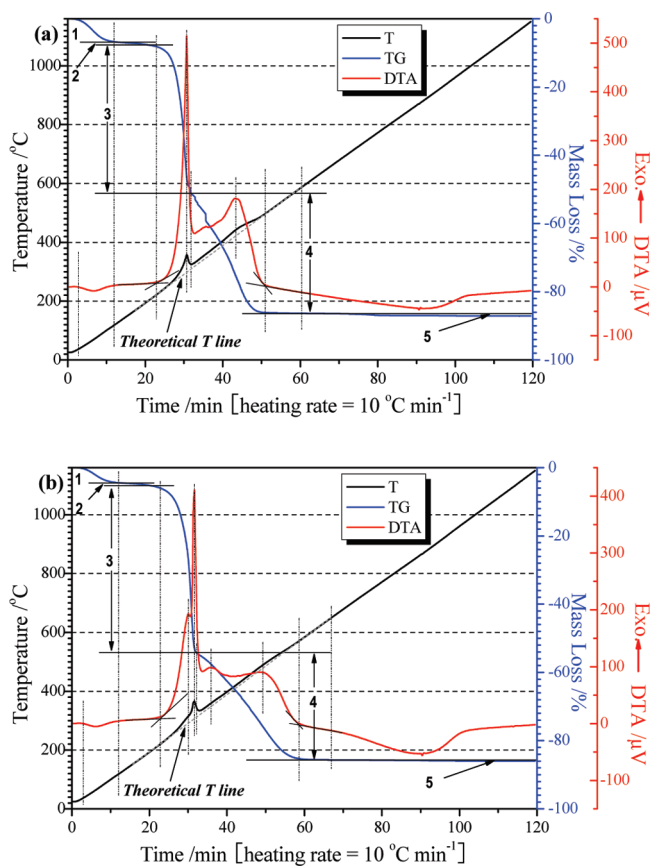 (a)
T
TG
DTA
1
2
3
4
5
Theoretical T line
Temperature /°C
0
200
400
600
800
1000
Mass Loss /%
0
-20
-40
-60
-80
-100
Exo. DTA /μV
500
400
300
200
100
0
-100
0 20 40 60 80 100 120
Time /min [heating rate = 10 °C min⁻¹]
(b)
T
TG
DTA
1
2
3
4
5
Theoretical T line
Temperature /°C
0
200
400
600
800
1000
Mass Loss /%
0
-20
-40
-60
-80
-100
Exo. DTA /μV
400
300
200
100
0
-100
0 20 40 60 80 100 120
Time /min [heating rate = 10 °C min⁻¹]